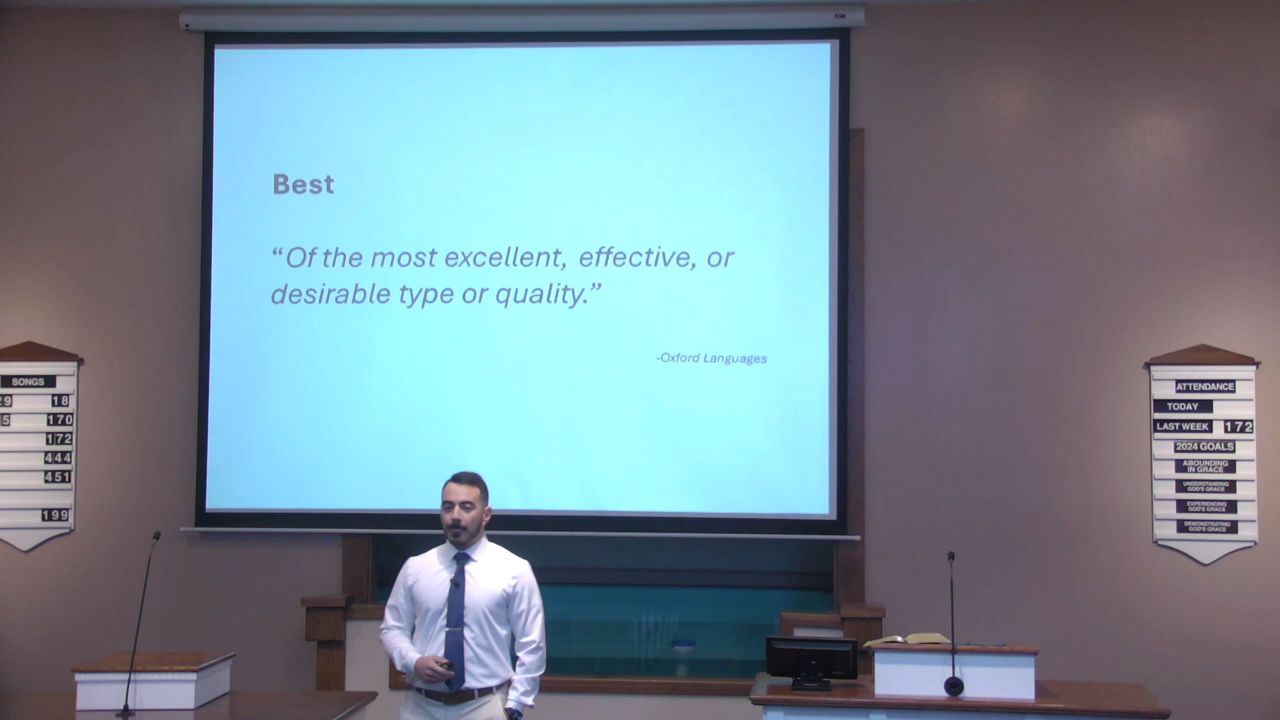 Best
“Of the most excellent, effective, or
desirable type or quality.”
-Oxford Languages
SONGS
29 18
5 170
172
444
451
199
ATTENDANCE
TODAY
LAST WEEK 172
2024 GOALS
ABOUNDING
IN GRACE
UNDERSTANDING
GOD'S GRACE
EXPERIENCING
GOD'S GRACE
DEMONSTRATING
GOD'S GRACE